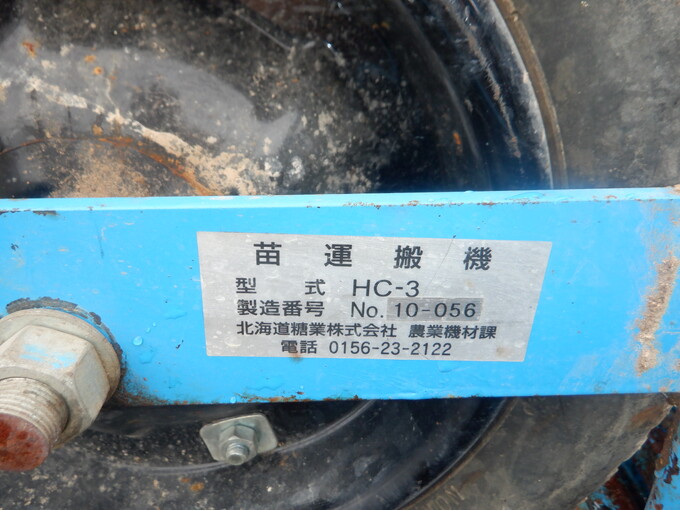 苗運搬機
型式 HC-3
製造番号 No. 10-056
北海道糖業株式会社 農業機材課
電話 0156-23-2122